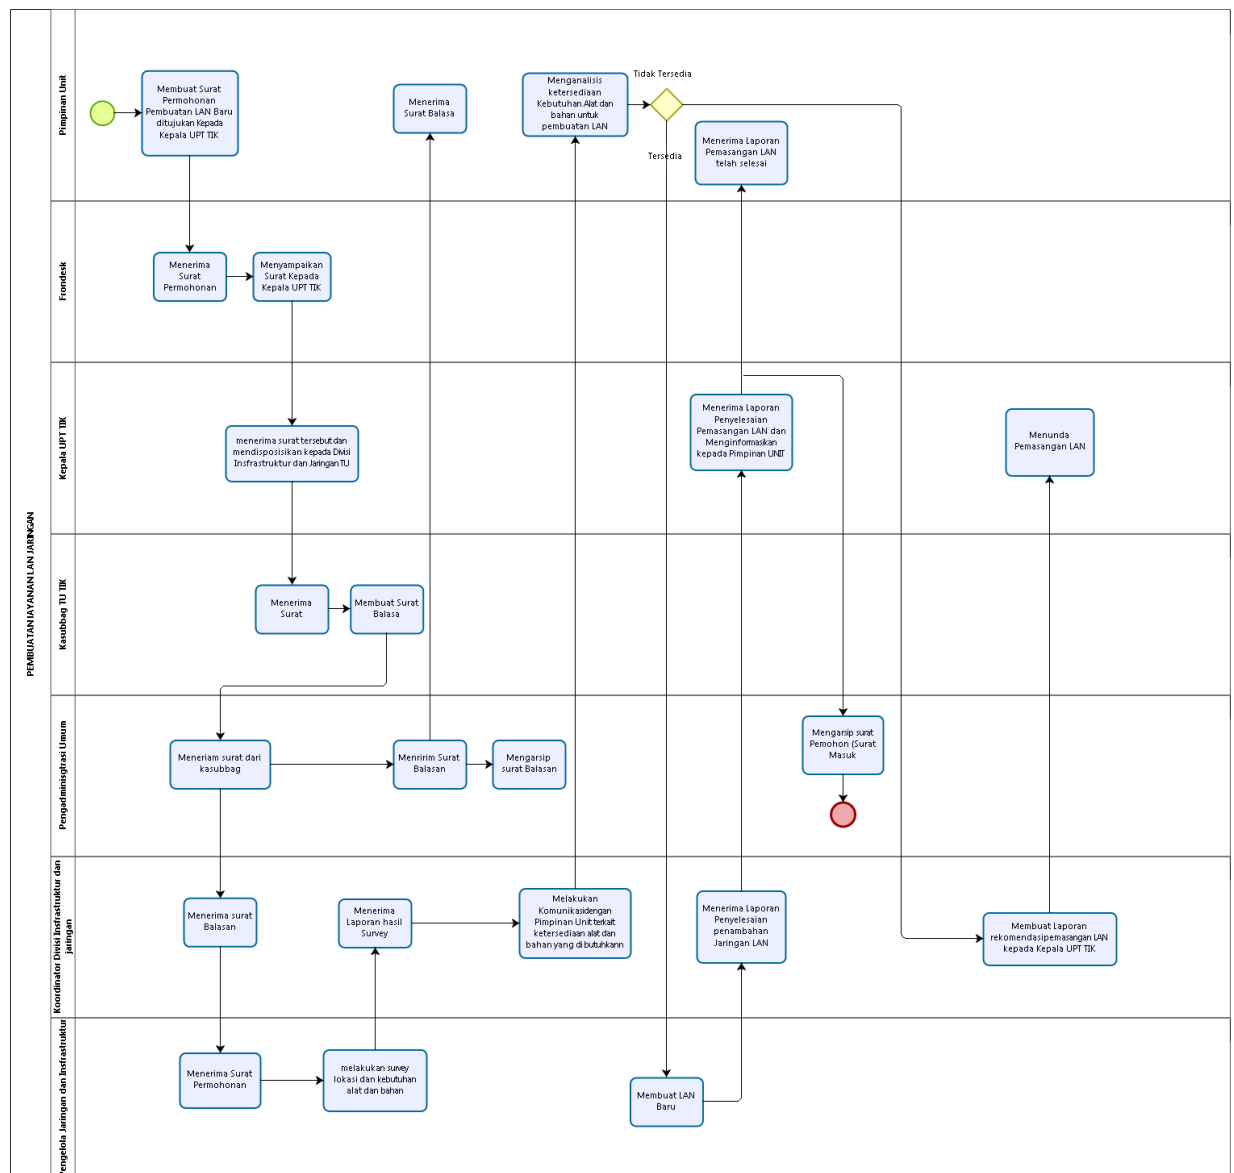 PEMBUATAN lAYANAN LAN JARINGAN
Pimpinan Unit
Membuat Surat
Permohonan
Pembuatan LAN Baru
ditujukan Kepada
Kepala UPT TIK
Menerima
Surat Balasa
Menganalisis
ketersediaan
Kebutuhan Alat dan
bahan untuk
pembuatan LAN
Tidak Tersedia
Tersedia
Menerima Laporan
Pemasangan LAN
telah selesai
Frondesk
Menerima
Surat
Permohonan
Menyampaikan
Surat Kepada
Kepala UPT TIK
Kepala UPT TIK
menerima surat tersebut dan
mendisposisikan kepada Divisi
Insfrastruktur dan Jaringan TU
Menerima Laporan
Penyelesaian
Pemasangan LAN dan
Menginformasikan
kepada Pimpinan UNIT
Menunda
Pemasangan LAN
Kasubbag TU TIK
Menerima
Surat
Membuat Surat
Balasa
Pengadminisgtrasi Umum
Meneriam surat dari
kasubbag
Menririm Surat
Balasan
Mengarsip
surat Balasan
Mengarsip surat
Pemohon (Surat
Masuk
Koordinator Divisi Insfrastruktur dan
jaringan
Menerima surat
Balasan
Menerima
Laporan hasil
Survey
Melakukan
Komunikasidengan
Pimpinan Unit terkait
ketersediaan alat dan
bahan yang di butuhkann
Menerima Laporan
Penyelesaian
penambahan
Jaringan LAN
Membuat Laporan
rekomendasipemasangan LAN
kepada Kepala UPT TIK
Pengelola Jaringan dan Insfrastruktur
Menerima Surat
Permohonan
melakukan survey
lokasi dan kebutuhan
alat dan bahan
Membuat LAN
Baru